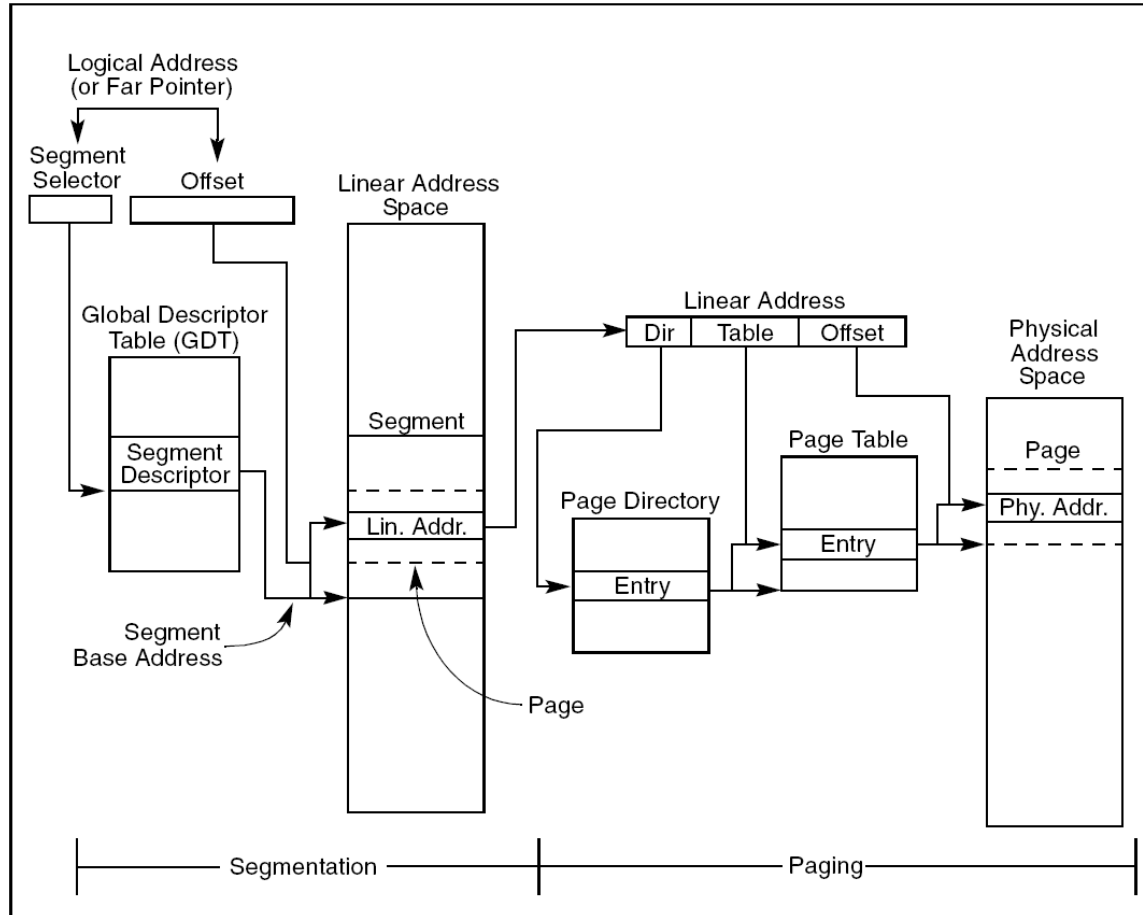 Logical Address
(or Far Pointer)
Segment
Selector
Offset
Linear Address
Space
Global Descriptor
Table (GDT)
Segment
Descriptor
Segment
Base Address
Segment
Lin. Addr.
Page
Linear Address
Dir
Table
Offset
Page Directory
Entry
Page Table
Entry
Physical
Address
Space
Page
Phy. Addr.
Segmentation
Paging